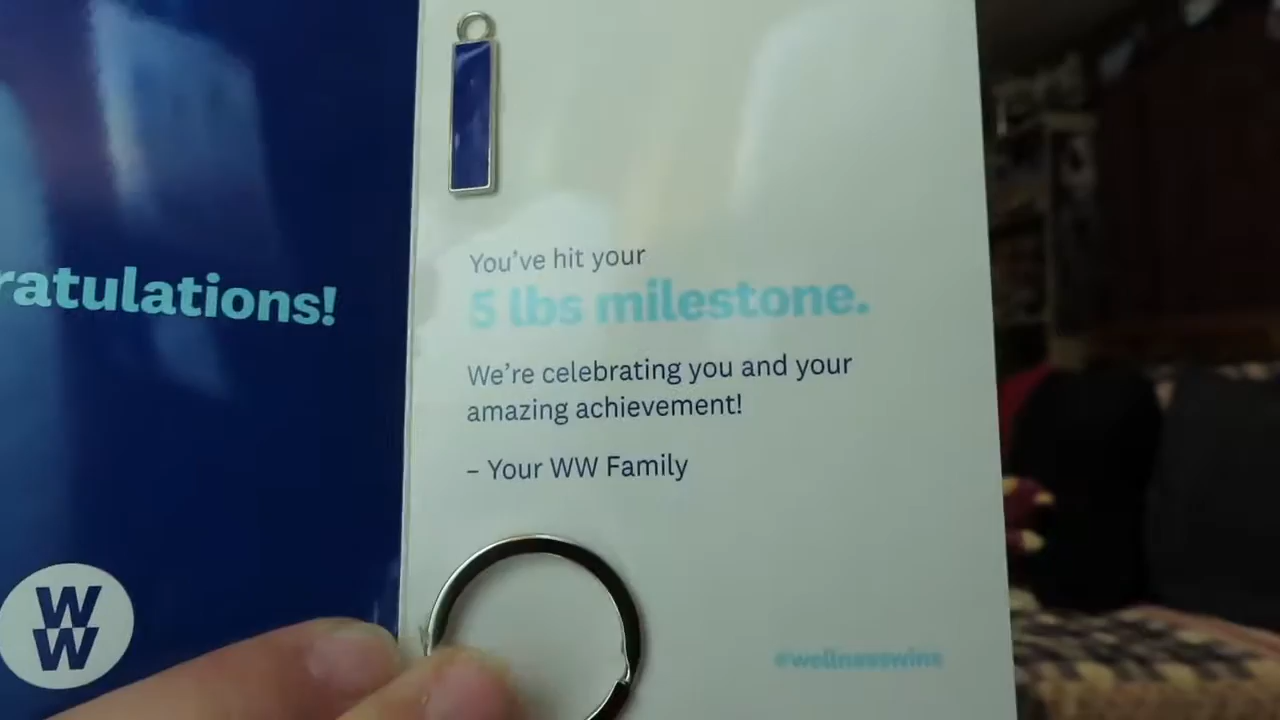 ratulations!
You've hit your
5 lbs milestone.
We're celebrating you and your
amazing achievement!
– Your WW Family
W
W
#wellnesswins